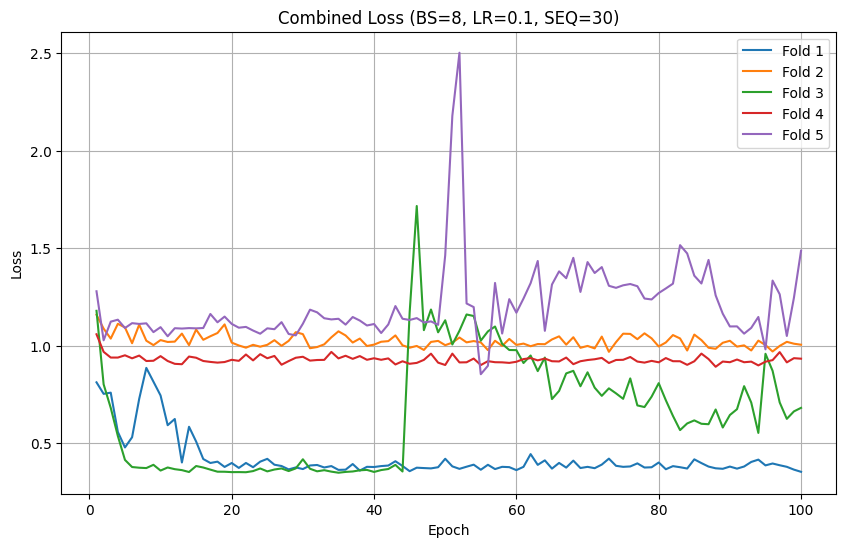 Combined Loss (BS=8, LR=0.1, SEQ=30)
Fold 1
Fold 2
Fold 3
Fold 4
Fold 5
2.5
2.0
1.5
1.0
0.5
Loss
0 20 40 60 80 100
Epoch